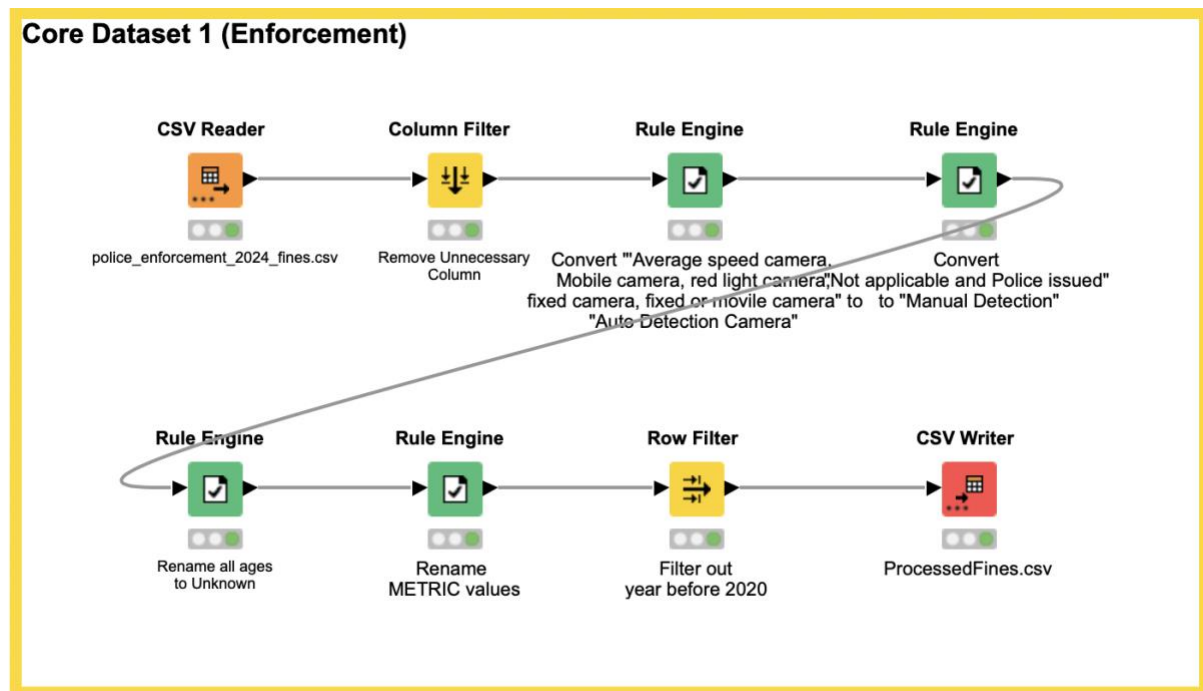 Core Dataset 1 (Enforcement)
CSV Reader
Column Filter
Rule Engine
Rule Engine
police_enforcement_2024_fines.csv
Remove Unnecessary
Column
Convert "'Average speed camera,
Mobile camera, red light camera,
fixed camera, fixed or movile camera" to
"Auto Detection Camera"
Convert
"Not applicable and Police issued"
to "Manual Detection"
Rule Engine
Rule Engine
Row Filter
CSV Writer
Rename all ages
to Unknown
Rename
METRIC values
Filter out
year before 2020
ProcessedFines.csv